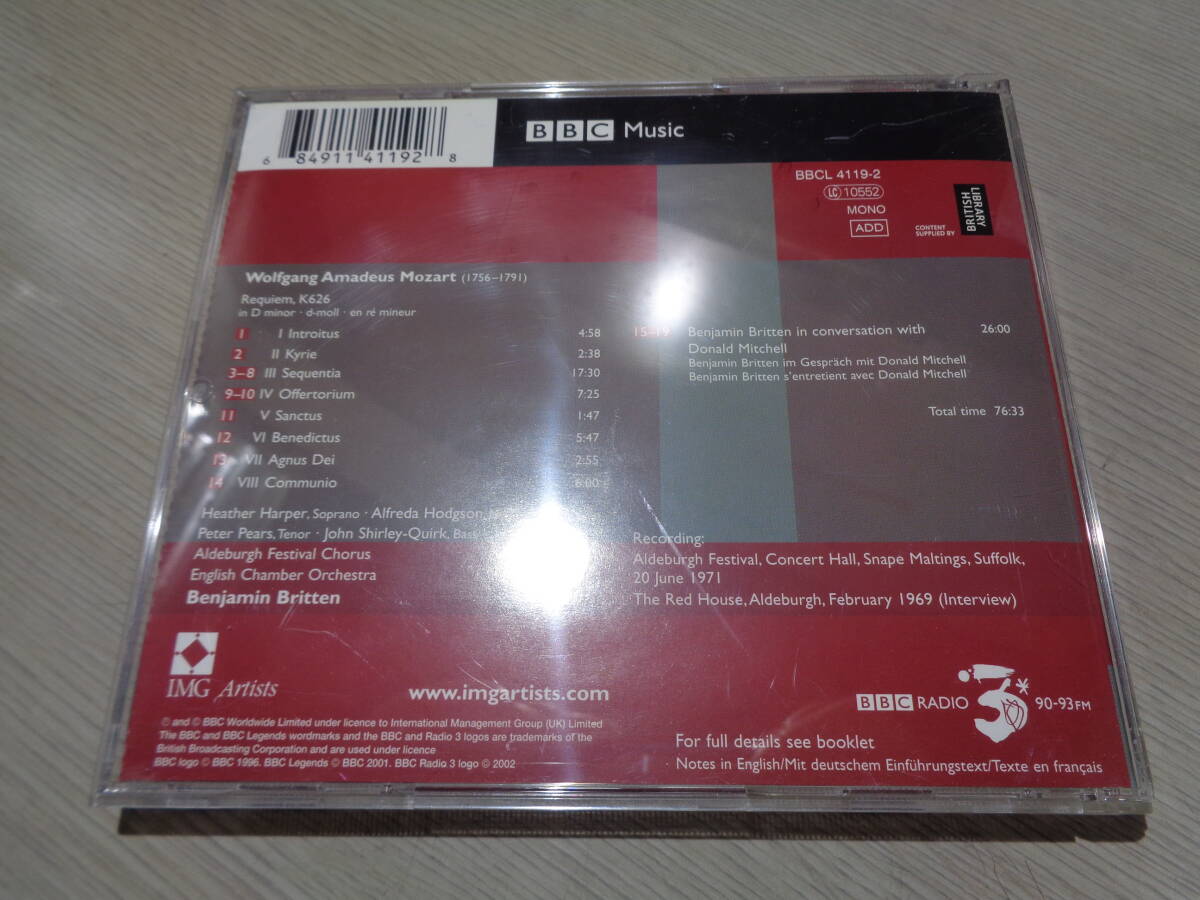 6 84911 41192 8
BBC Music
BBCL 4119-2
LC 10552
MONO
ADD
CONTENT
SUPPLIED BY
BRITISH
LIBRARY
Wolfgang Amadeus Mozart (1756–1791)
Requiem, K626
in D minor · d-moll · en ré mineur
1 I Introitus 4:58
2 II Kyrie 2:38
3–8 III Sequentia 17:30
9–10 IV Offertorium 7:25
11 V Sanctus 1:47
12 VI Benedictus 5:47
13 VII Agnus Dei 2:55
14 VIII Communio 6:00
Heather Harper, Soprano · Alfreda Hodgson,
Peter Pears, Tenor · John Shirley-Quirk, Bass
Aldeburgh Festival Chorus
English Chamber Orchestra
Benjamin Britten
15–19 Benjamin Britten in conversation with 26:00
Donald Mitchell
Benjamin Britten im Gespräch mit Donald Mitchell
Benjamin Britten s'entretient avec Donald Mitchell
Total time 76:33
Recording:
Aldeburgh Festival, Concert Hall, Snape Maltings, Suffolk,
20 June 1971
The Red House, Aldeburgh, February 1969 (Interview)
IMG Artists
www.imgartists.com
BBC RADIO 3 90-93FM
℗ and © BBC Worldwide Limited under licence to International Management Group (UK) Limited
The BBC and BBC Legends wordmarks and the BBC and Radio 3 logos are trademarks of the
British Broadcasting Corporation and are used under licence
BBC logo © BBC 1996. BBC Legends © BBC 2001. BBC Radio 3 logo © 2002
For full details see booklet
Notes in English/Mit deutschem Einführungstext/Texte en français